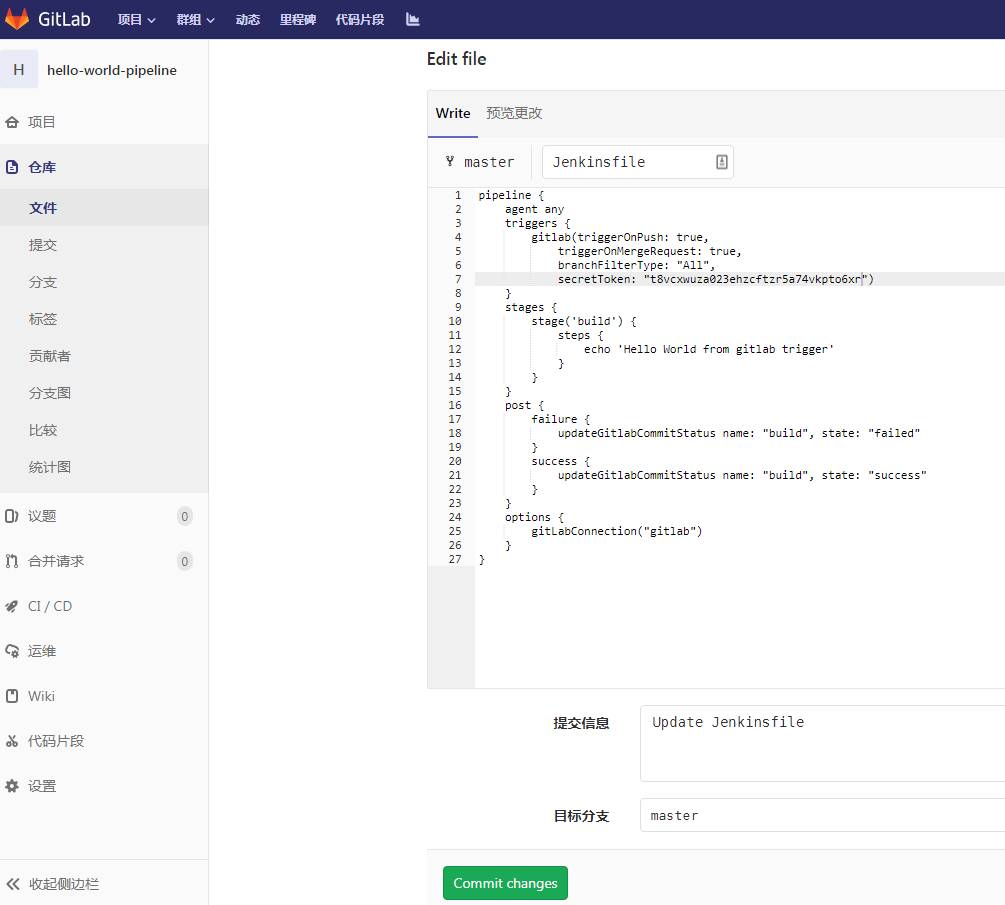 GitLab 项目 群组 动态 里程碑 代码片段
H hello-world-pipeline
项目
仓库
文件
提交
分支
标签
贡献者
分支图
比较
统计图
议题 0
合并请求 0
CI / CD
运维
Wiki
代码片段
设置
收起侧边栏
Edit file
Write 预览更改
master Jenkinsfile
1 pipeline {
2 agent any
3 triggers {
4 gitlab(triggerOnPush: true,
5 triggerOnMergeRequest: true,
6 branchFilterType: "All",
7 secretToken: "t8vcxwuza023ehzcftzr5a74vkpto6xr")
8 }
9 stages {
10 stage('build') {
11 steps {
12 echo 'Hello World from gitlab trigger'
13 }
14 }
15 }
16 post {
17 failure {
18 updateGitlabCommitStatus name: "build", state: "failed"
19 }
20 success {
21 updateGitlabCommitStatus name: "build", state: "success"
22 }
23 }
24 options {
25 gitLabConnection("gitlab")
26 }
27 }
提交信息 Update Jenkinsfile
目标分支 master
Commit changes